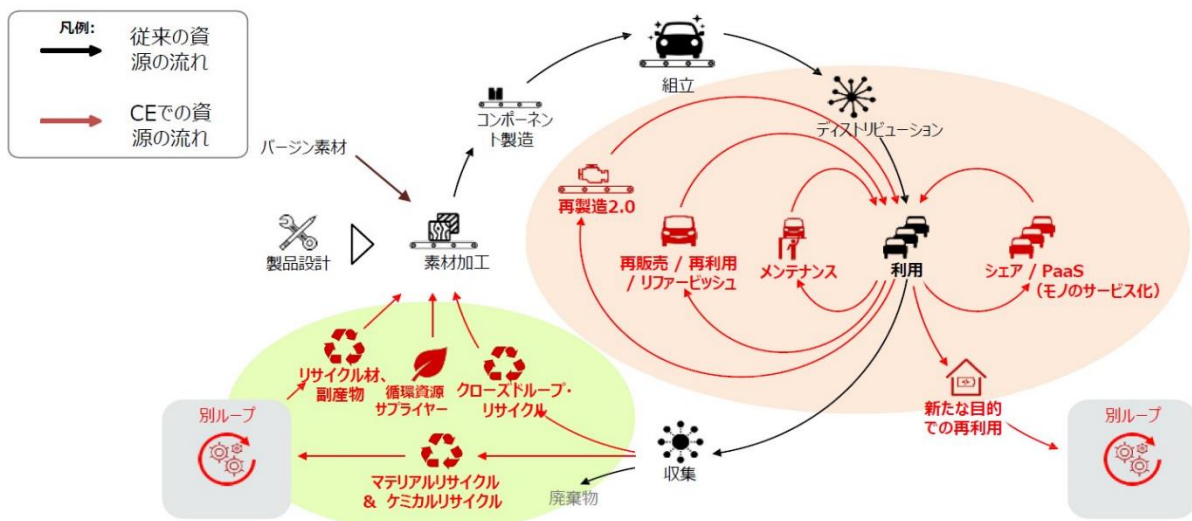 凡例:
従来の資
源の流れ
CEでの資
源の流れ
組立
コンポーネン
ト製造
ディストリビューション
バージン素材
再製造2.0
製品設計
素材加工
再販売 / 再利用
/ リファービッシュ
メンテナンス
利用
シェア / PaaS
（モノのサービス化）
リサイクル材、
副産物
循環資源
サプライヤー
クローズドループ・
リサイクル
新たな目的
での再利用
別ループ
別ループ
収集
マテリアルリサイクル
& ケミカルリサイクル
廃棄物